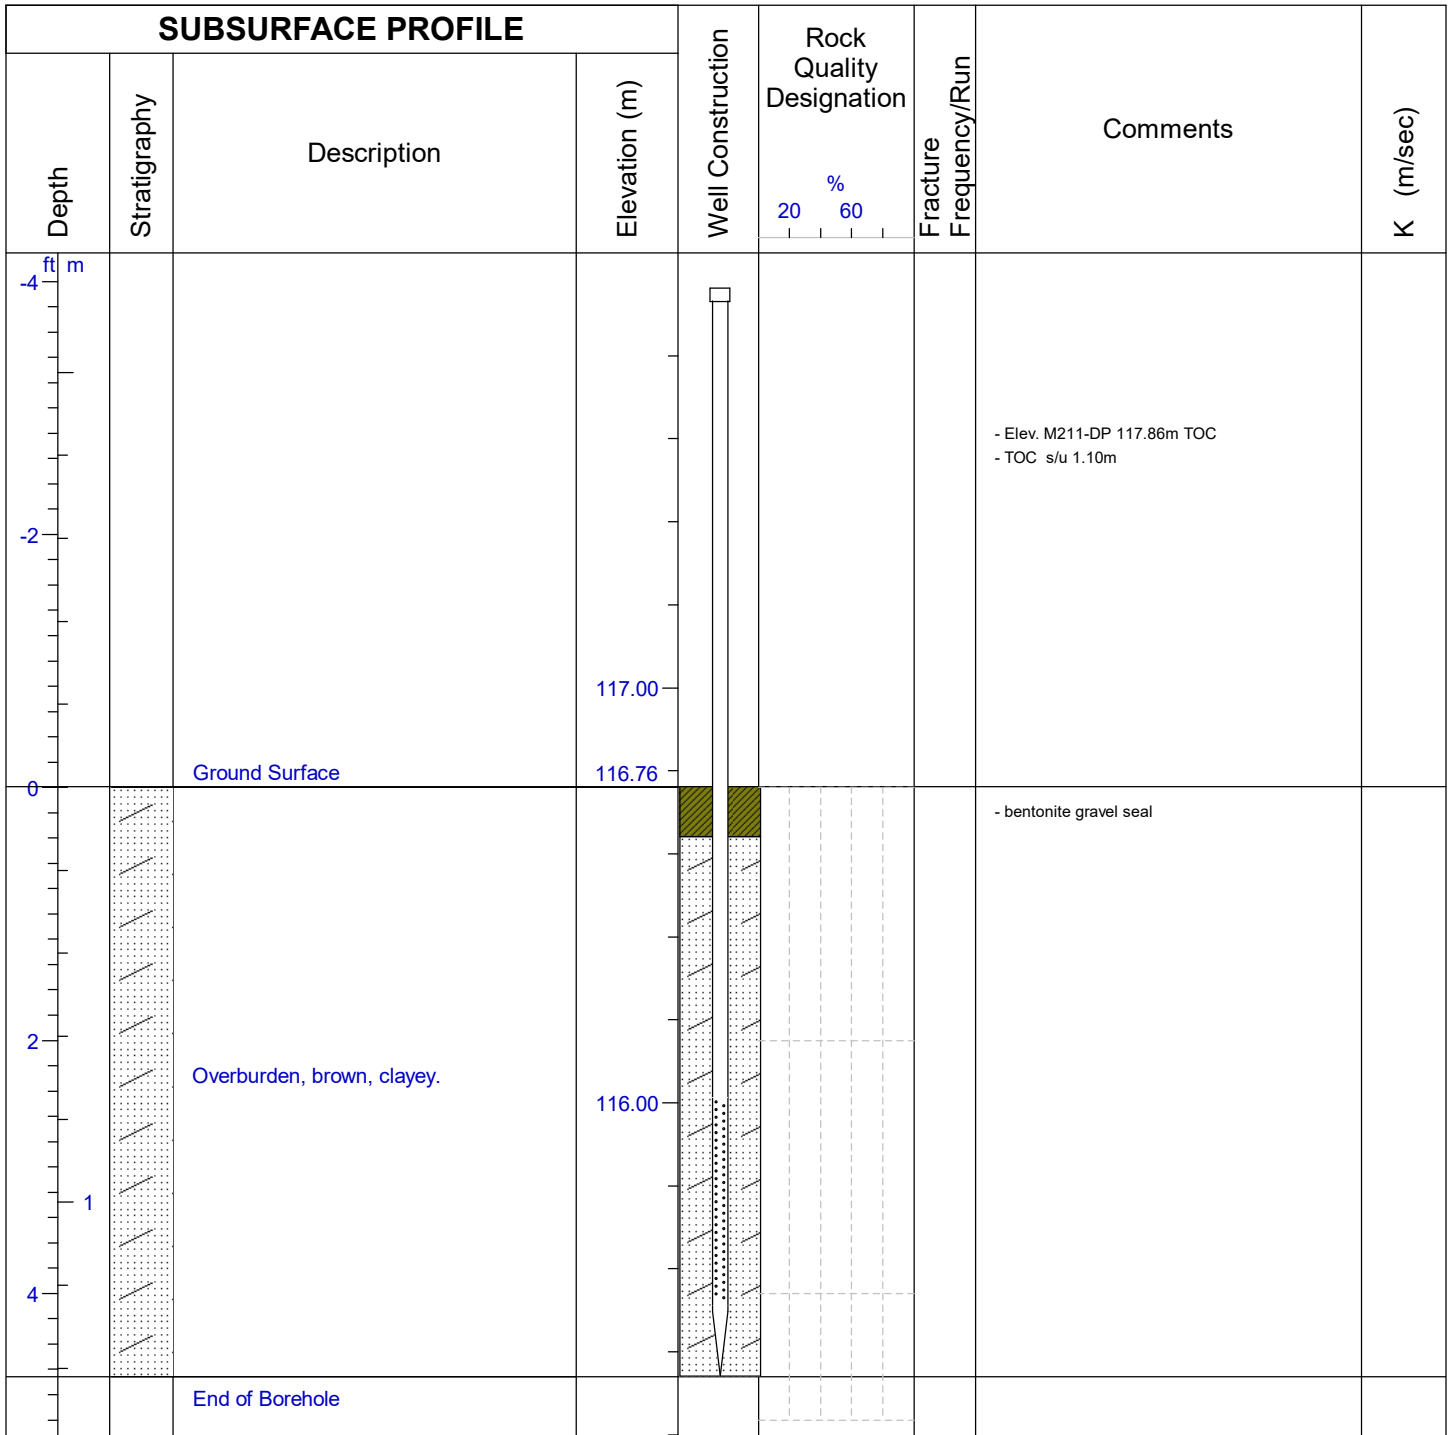 SUBSURFACE PROFILE
Depth
Stratigraphy
Description
Elevation (m)
Well Construction
Rock
Quality
Designation
%
20 60
Fracture
Frequency/Run
Comments
K (m/sec)
ft m
-4
- Elev. M211-DP 117.86m TOC
- TOC s/u 1.10m
-2
117.00
Ground Surface
116.76
0
- bentonite gravel seal
2
Overburden, brown, clayey.
116.00
1
4
End of Borehole